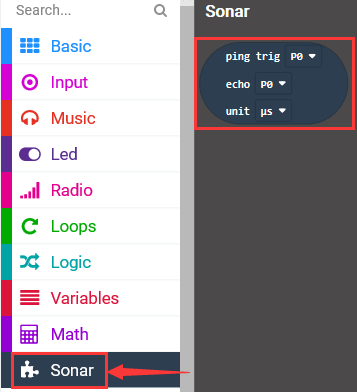 Search...
Basic
Input
Music
Led
Radio
Loops
Logic
Variables
Math
Sonar
Sonar
ping trig P0
echo P0
unit µs